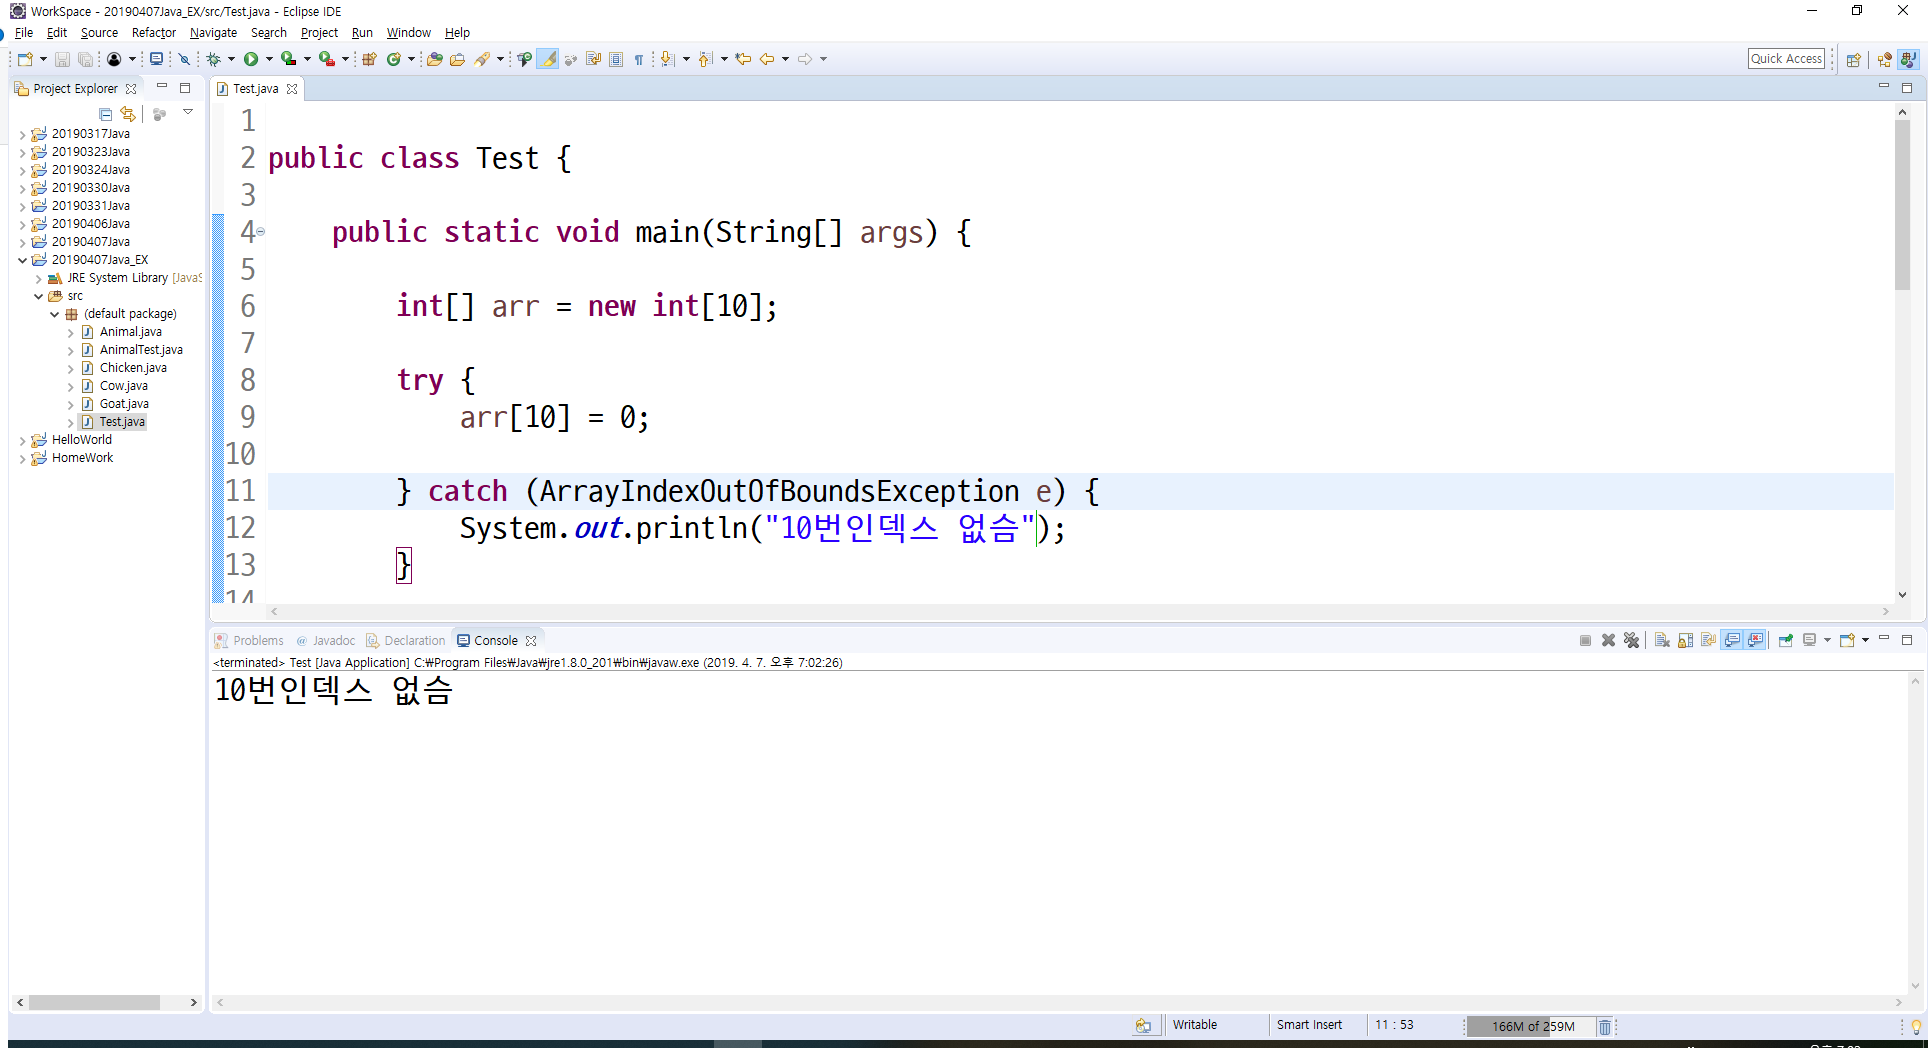 WorkSpace - 20190407Java_EX/src/Test.java - Eclipse IDE
File Edit Source Refactor Navigate Search Project Run Window Help
Quick Access
Project Explorer
Test.java
20190317Java
20190323Java
20190324Java
20190330Java
20190331Java
20190406Java
20190407Java
20190407Java_EX
JRE System Library [JavaS
src
(default package)
Animal.java
AnimalTest.java
Chicken.java
Cow.java
Goat.java
Test.java
HelloWorld
HomeWork
1
2 public class Test {
3
4 public static void main(String[] args) {
5
6 int[] arr = new int[10];
7
8 try {
9 arr[10] = 0;
10
11 } catch (ArrayIndexOutOfBoundsException e) {
12 System.out.println("10번인덱스 없슴");
13 }
14
Problems @ Javadoc Declaration Console
<terminated> Test [Java Application] C:₩Program Files₩Java₩jre1.8.0_201₩bin₩javaw.exe (2019. 4. 7. 오후 7:02:26)
10번인덱스 없슴
Writable Smart Insert 11 : 53 166M of 259M